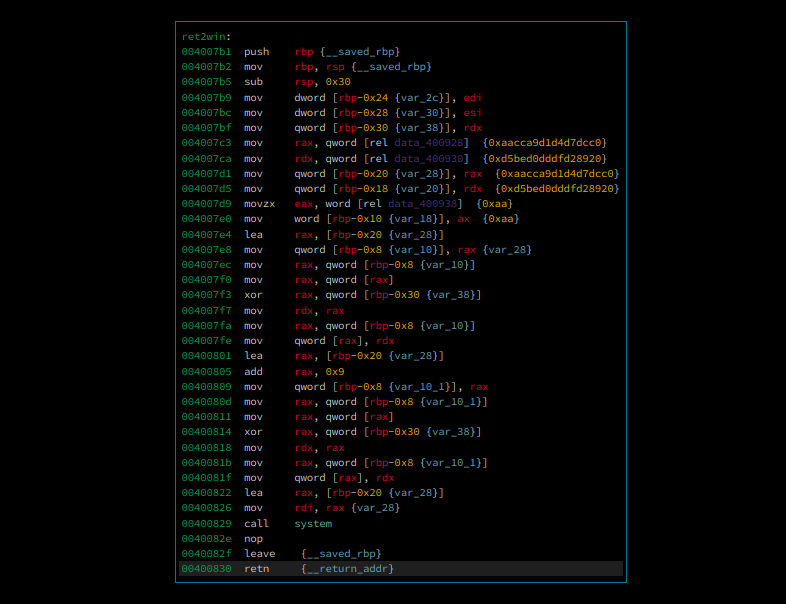 ret2win:
004007b1 push rbp {__saved_rbp}
004007b2 mov rbp, rsp {__saved_rbp}
004007b5 sub rsp, 0x30
004007b9 mov dword [rbp-0x24 {var_2c}], edi
004007bc mov dword [rbp-0x28 {var_30}], esi
004007bf mov qword [rbp-0x30 {var_38}], rdx
004007c3 mov rax, qword [rel data_400928] {0xaacca9d1d4d7dcc0}
004007ca mov rdx, qword [rel data_400930] {0xd5bed0dddfd28920}
004007d1 mov qword [rbp-0x20 {var_28}], rax {0xaacca9d1d4d7dcc0}
004007d5 mov qword [rbp-0x18 {var_20}], rdx {0xd5bed0dddfd28920}
004007d9 movzx eax, word [rel data_400938] {0xaa}
004007e0 mov word [rbp-0x10 {var_18}], ax {0xaa}
004007e4 lea rax, [rbp-0x20 {var_28}]
004007e8 mov qword [rbp-0x8 {var_10}], rax {var_28}
004007ec mov rax, qword [rbp-0x8 {var_10}]
004007f0 mov rax, qword [rax]
004007f3 xor rax, qword [rbp-0x30 {var_38}]
004007f7 mov rdx, rax
004007fa mov rax, qword [rbp-0x8 {var_10}]
004007fe mov qword [rax], rdx
00400801 lea rax, [rbp-0x20 {var_28}]
00400805 add rax, 0x9
00400809 mov qword [rbp-0x8 {var_10_1}], rax
0040080d mov rax, qword [rbp-0x8 {var_10_1}]
00400811 mov rax, qword [rax]
00400814 xor rax, qword [rbp-0x30 {var_38}]
00400818 mov rdx, rax
0040081b mov rax, qword [rbp-0x8 {var_10_1}]
0040081f mov qword [rax], rdx
00400822 lea rax, [rbp-0x20 {var_28}]
00400826 mov rdi, rax {var_28}
00400829 call system
0040082e nop
0040082f leave {__saved_rbp}
00400830 retn {__return_addr}